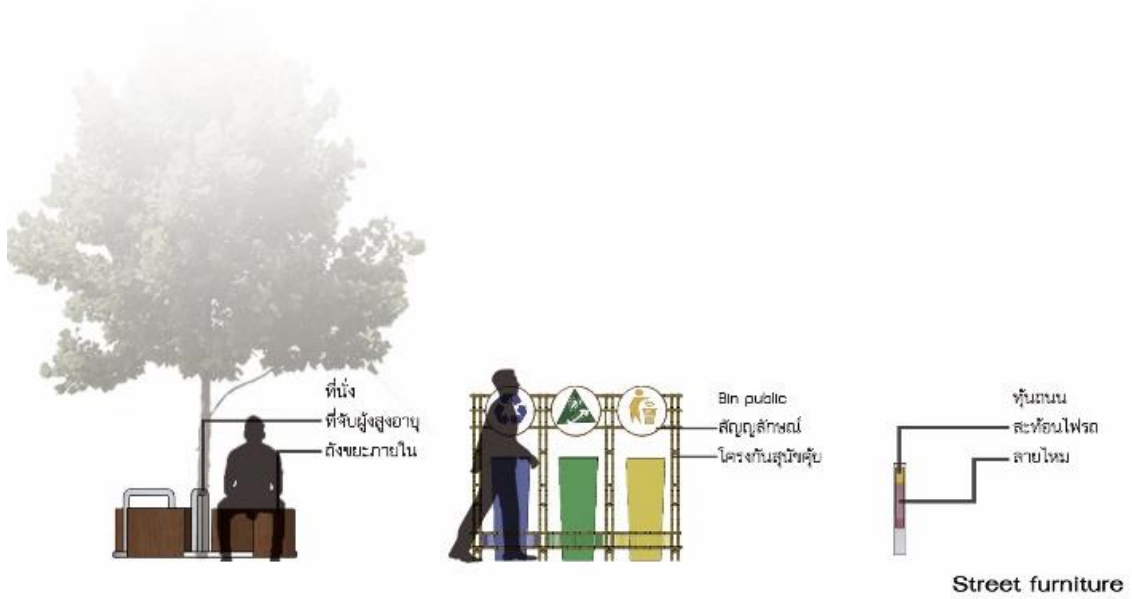 ที่นั่ง
ที่จับผู้งสูงอายุ
ถังขยะภายใน
Bin public
สัญญลักษณ์
โครงกันสุนัขคุ้ย
ทุ้นถนน
สะท้อนไฟรถ
ลายไหม
Street furniture